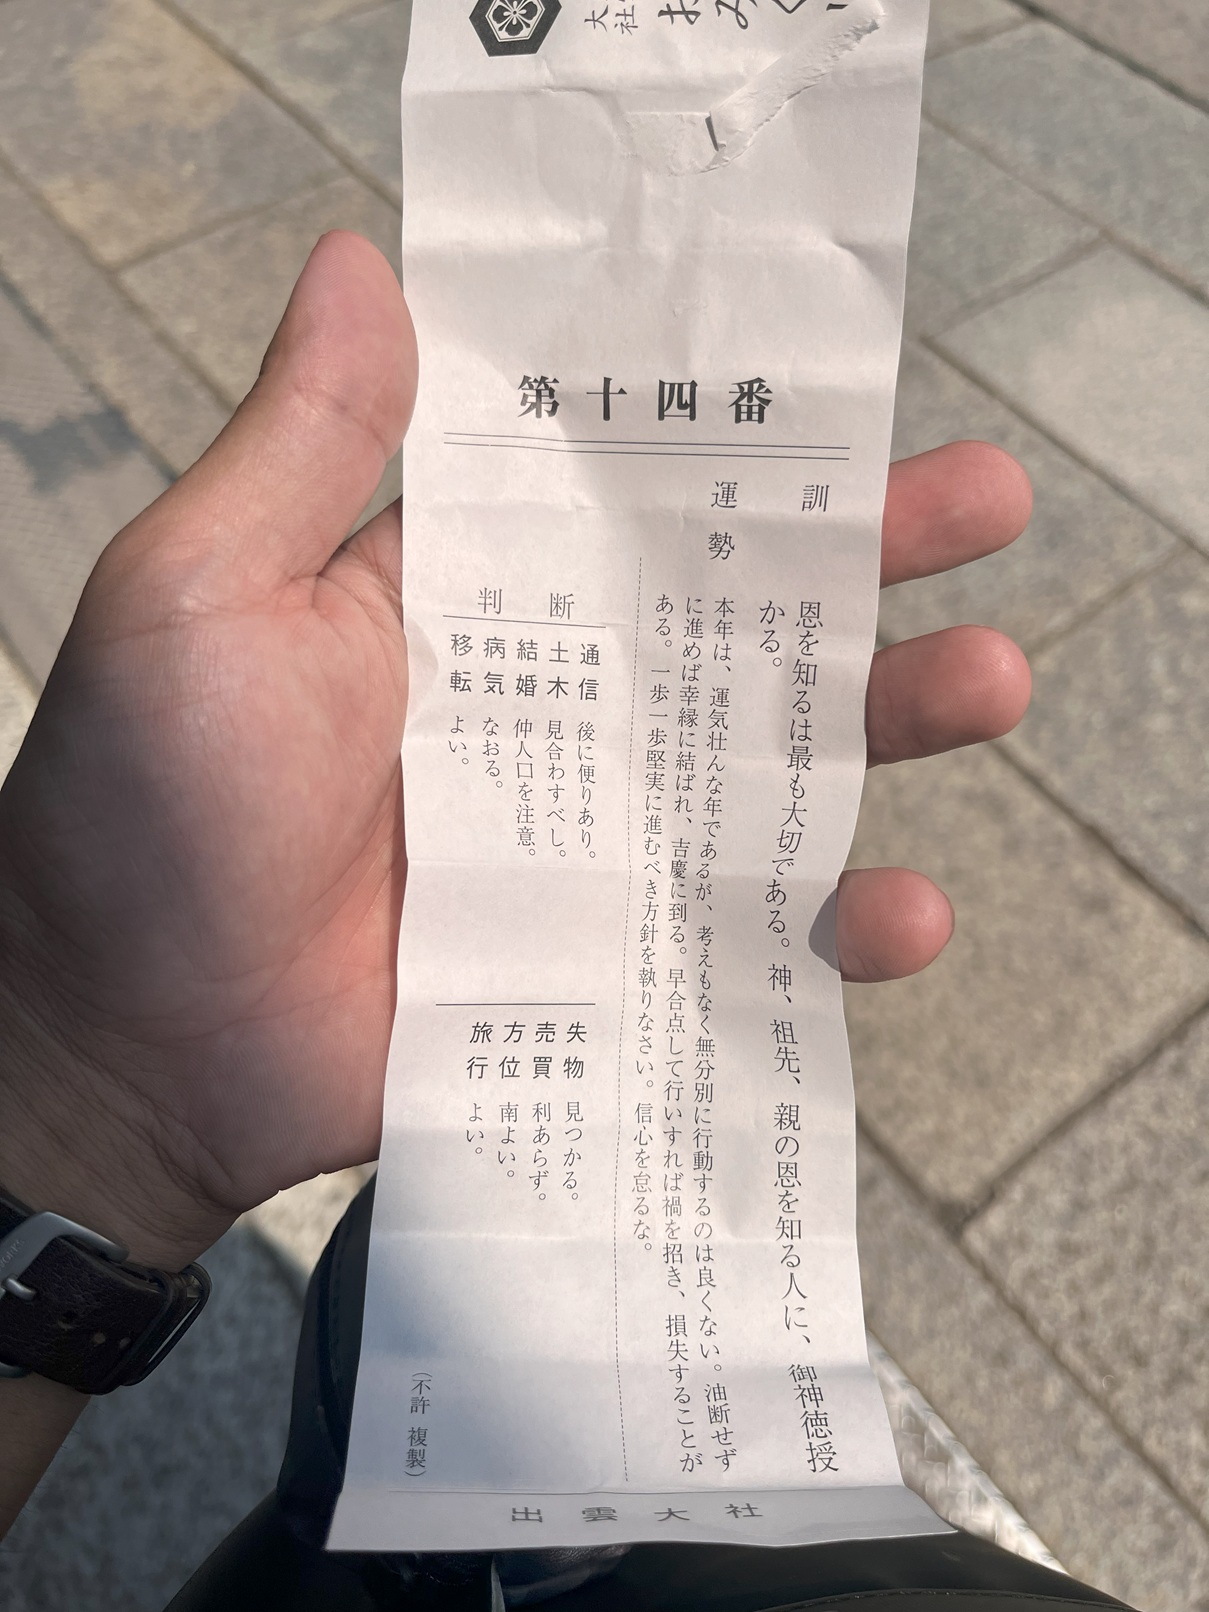 大社
おみく
第十四番
訓
恩を知るは最も大切である。神、祖先、親の恩を知る人に、御神徳授
かる。
運勢
本年は、運気壮んな年であるが、考えもなく無分別に行動するのは良くない。油断せず
に進めば幸縁に結ばれ、吉慶に到る。早合点して行いすれば禍を招き、損失することが
ある。一歩一歩堅実に進むべき方針を執りなさい。信心を怠るな。
判断
通信 後に便りあり。
土木 見合わすべし。
結婚 仲人口を注意。
病気 なおる。
移転 よい。
失物 見つかる。
売買 利あらず。
方位 南よい。
旅行 よい。
(不許 複製)
出雲大社